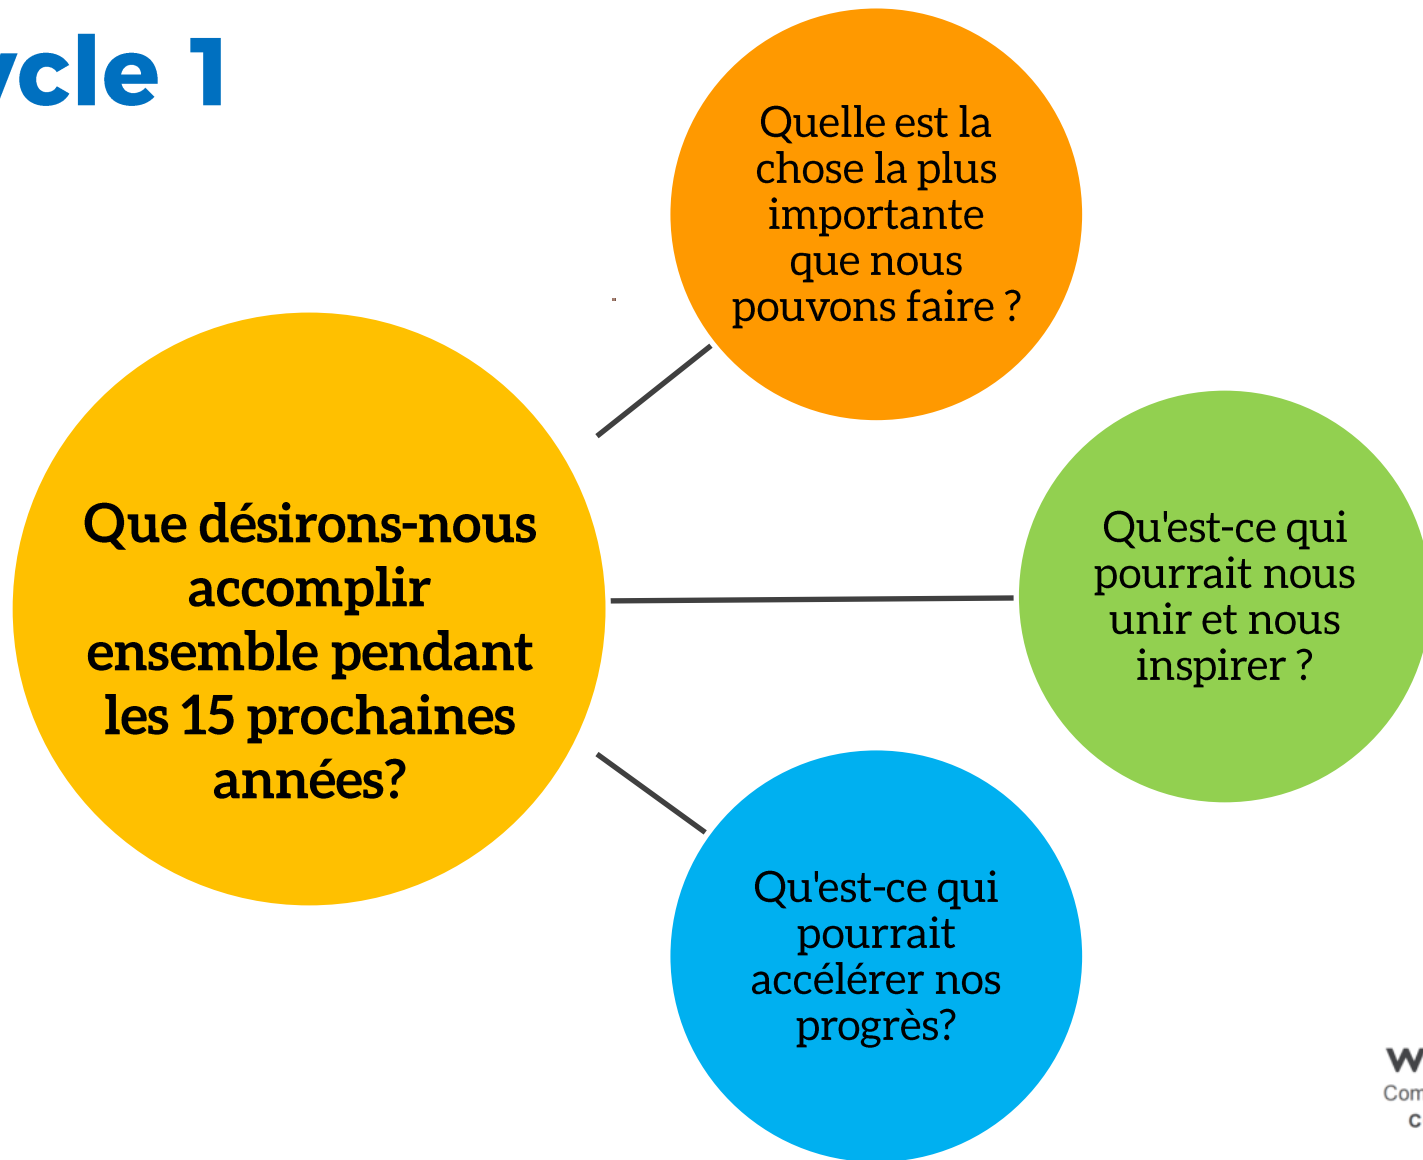 ycle 1
Quelle est la
chose la plus
importante
que nous
pouvons faire ?
Que désirons-nous
accomplir
ensemble pendant
les 15 prochaines
années?
Qu'est-ce qui
pourrait nous
unir et nous
inspirer ?
Qu'est-ce qui
pourrait
accélérer nos
progrès?